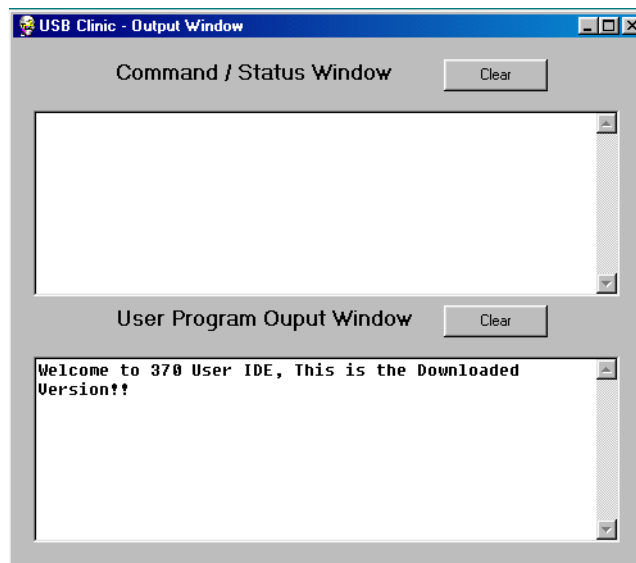 USB Clinic - Output Window
Command / Status Window
Clear
User Program Ouput Window
Clear
Welcome to 370 User IDE, This is the Downloaded
Version!!